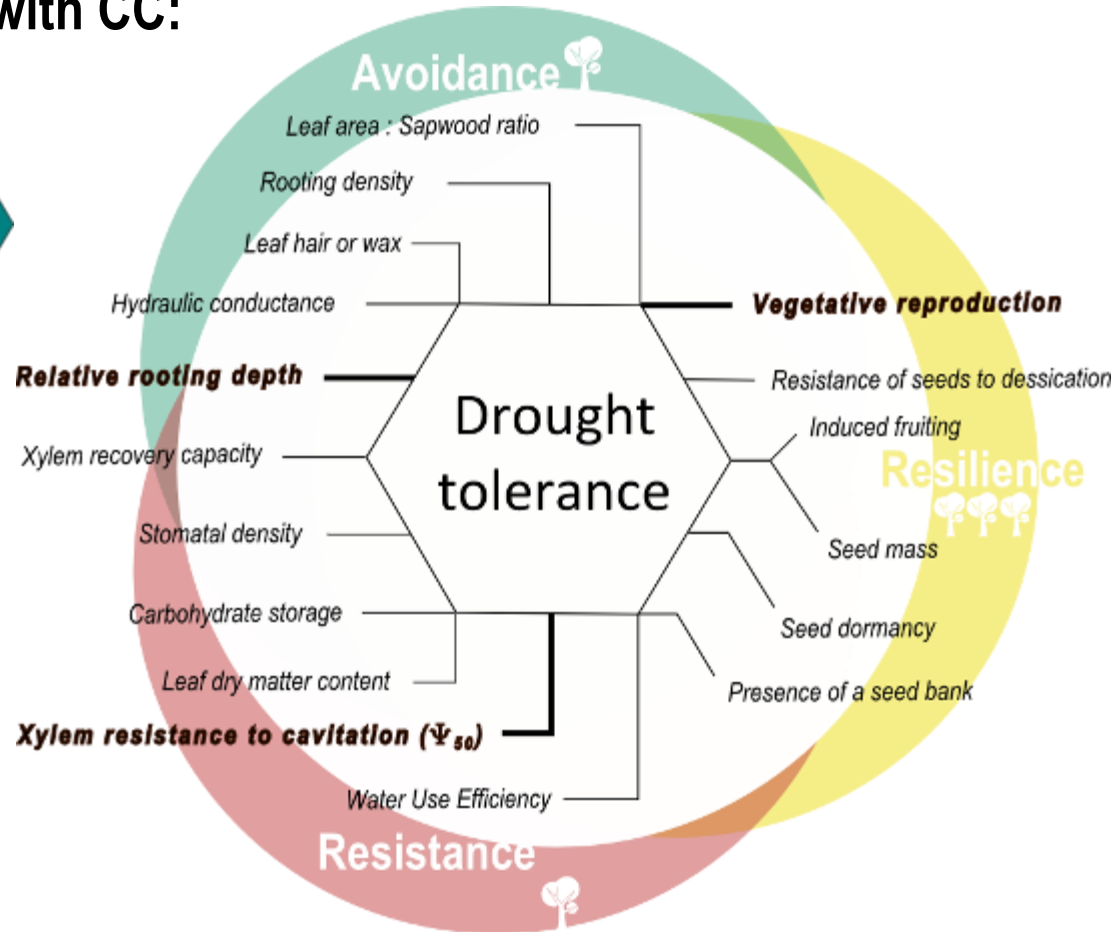 with CC:
Avoidance
Leaf area : Sapwood ratio
Rooting density
Leaf hair or wax
Hydraulic conductance
Relative rooting depth
Xylem recovery capacity
Stomatal density
Carbohydrate storage
Leaf dry matter content
Xylem resistance to cavitation (Ψ50)
Water Use Efficiency
Resistance
Drought
tolerance
Vegetative reproduction
Resistance of seeds to dessication
Induced fruiting
Resilience
Seed mass
Seed dormancy
Presence of a seed bank